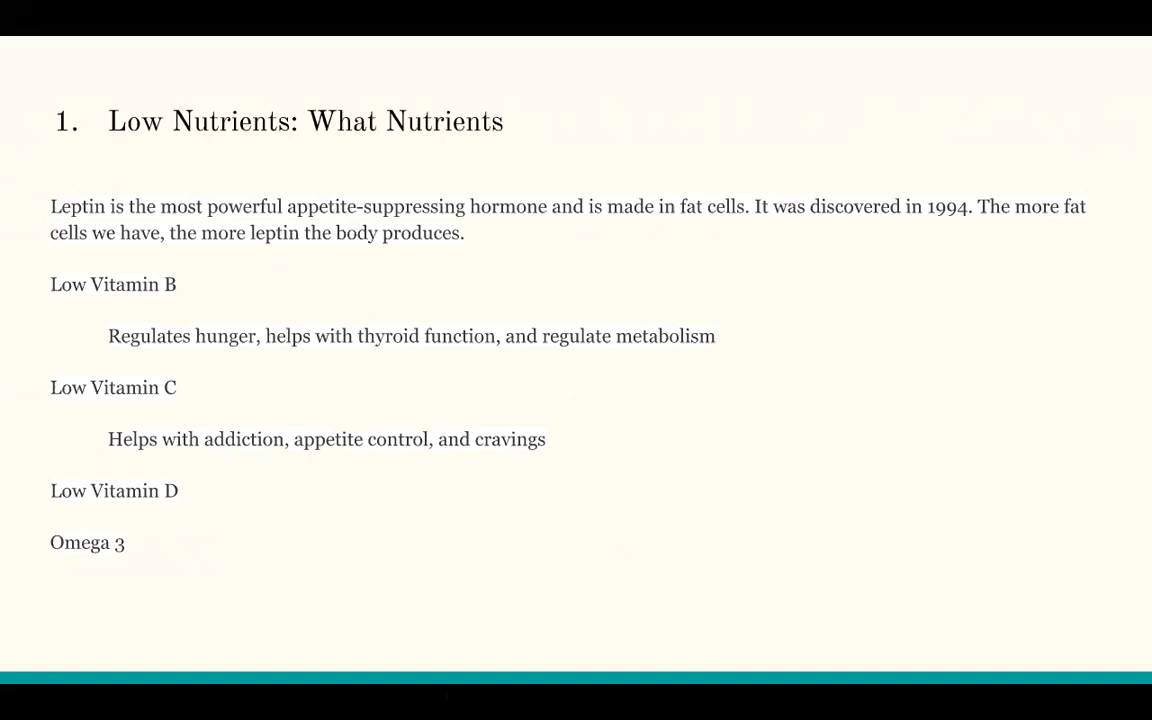 1. Low Nutrients: What Nutrients
Leptin is the most powerful appetite-suppressing hormone and is made in fat cells. It was discovered in 1994. The more fat
cells we have, the more leptin the body produces.
Low Vitamin B
Regulates hunger, helps with thyroid function, and regulate metabolism
Low Vitamin C
Helps with addiction, appetite control, and cravings
Low Vitamin D
Omega 3